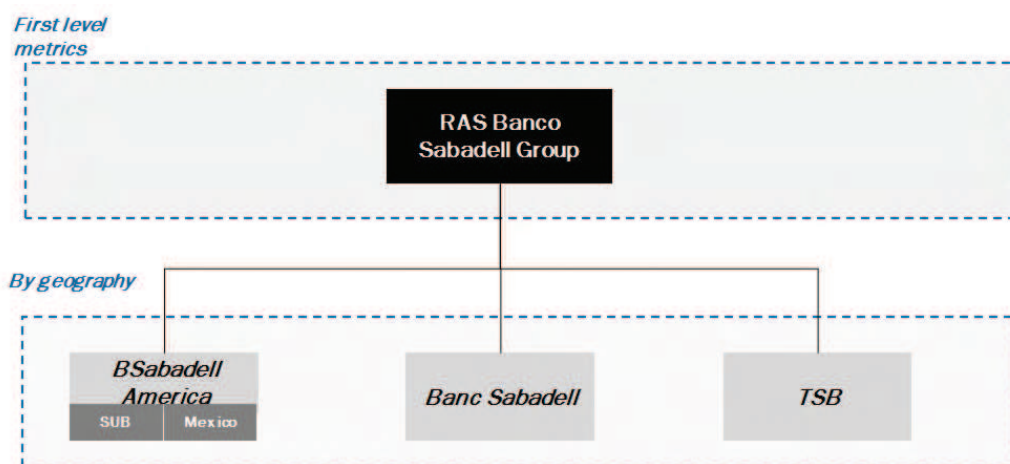 First level
metrics
RAS Banco
Sabadell Group
By geography
BSabadell
America
SUB
Mexico
Banc Sabadell
TSB